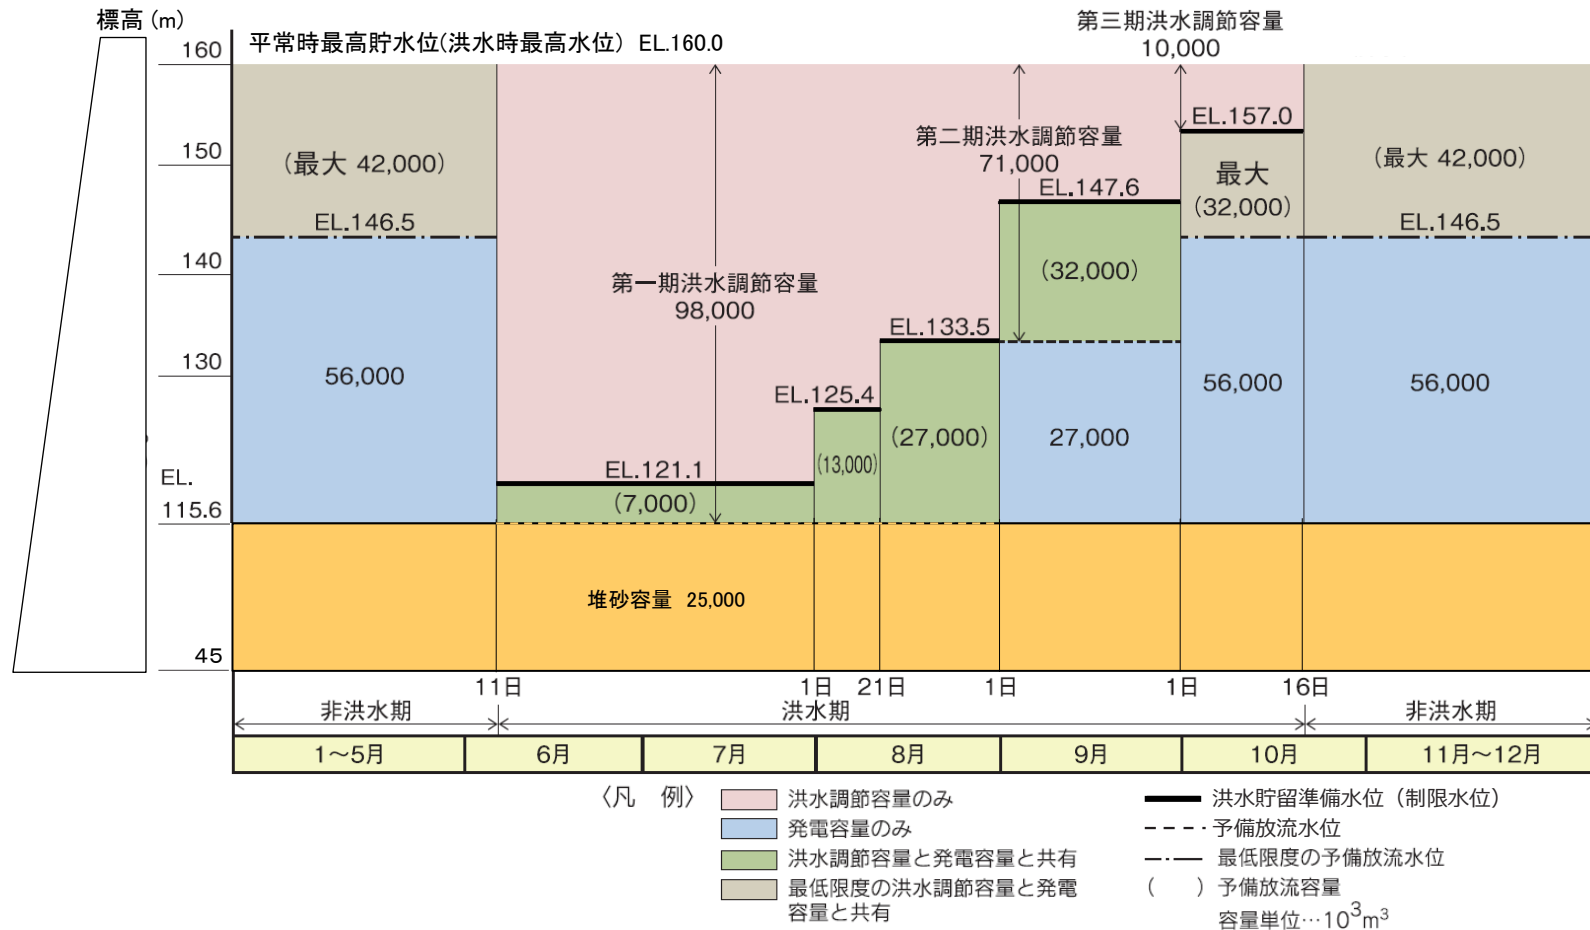 標高 (m)
平常時最高貯水位(洪水時最高水位) EL.160.0
第三期洪水調節容量
10,000
160
150
140
130
EL.
115.6
45
(最大 42,000)
EL.146.5
56,000
第一期洪水調節容量
98,000
EL.121.1
(7,000)
EL.125.4
(13,000)
EL.133.5
(27,000)
第二期洪水調節容量
71,000
EL.147.6
(32,000)
27,000
EL.157.0
最大
(32,000)
56,000
(最大 42,000)
EL.146.5
56,000
堆砂容量 25,000
11日 1日 21日 1日 1日 16日
非洪水期 洪水期 非洪水期
1～5月 6月 7月 8月 9月 10月 11月～12月
〈凡 例〉
洪水調節容量のみ
発電容量のみ
洪水調節容量と発電容量と共有
最低限度の洪水調節容量と発電
容量と共有
洪水貯留準備水位（制限水位）
予備放流水位
最低限度の予備放流水位
( ) 予備放流容量
容量単位…10³m³